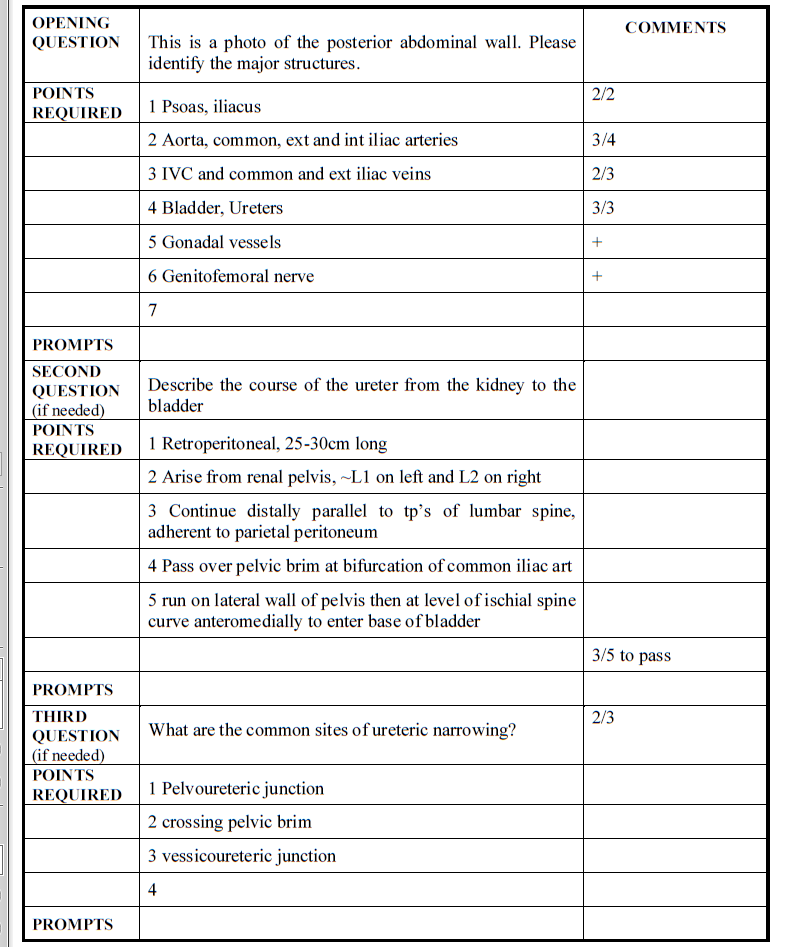 OPENING QUESTION
COMMENTS
This is a photo of the posterior abdominal wall. Please
identify the major structures.
POINTS REQUIRED
1 Psoas, iliacus
2/2
2 Aorta, common, ext and int iliac arteries
3/4
3 IVC and common and ext iliac veins
2/3
4 Bladder, Ureters
3/3
5 Gonadal vessels
+
6 Genitofemoral nerve
+
7
PROMPTS
SECOND
QUESTION
(if needed)
Describe the course of the ureter from the kidney to the
bladder
POINTS
REQUIRED
1 Retroperitoneal, 25-30cm long
2 Arise from renal pelvis, ~L1 on left and L2 on right
3 Continue distally parallel to tp's of lumbar spine,
adherent to parietal peritoneum
4 Pass over pelvic brim at bifurcation of common iliac art
5 run on lateral wall of pelvis then at level of ischial spine
curve anteromedially to enter base of bladder
3/5 to pass
PROMPTS
THIRD
QUESTION
(if needed)
What are the common sites of ureteric narrowing?
2/3
POINTS
REQUIRED
1 Pelvoureteric junction
2 crossing pelvic brim
3 vessicoureteric junction
4
PROMPTS